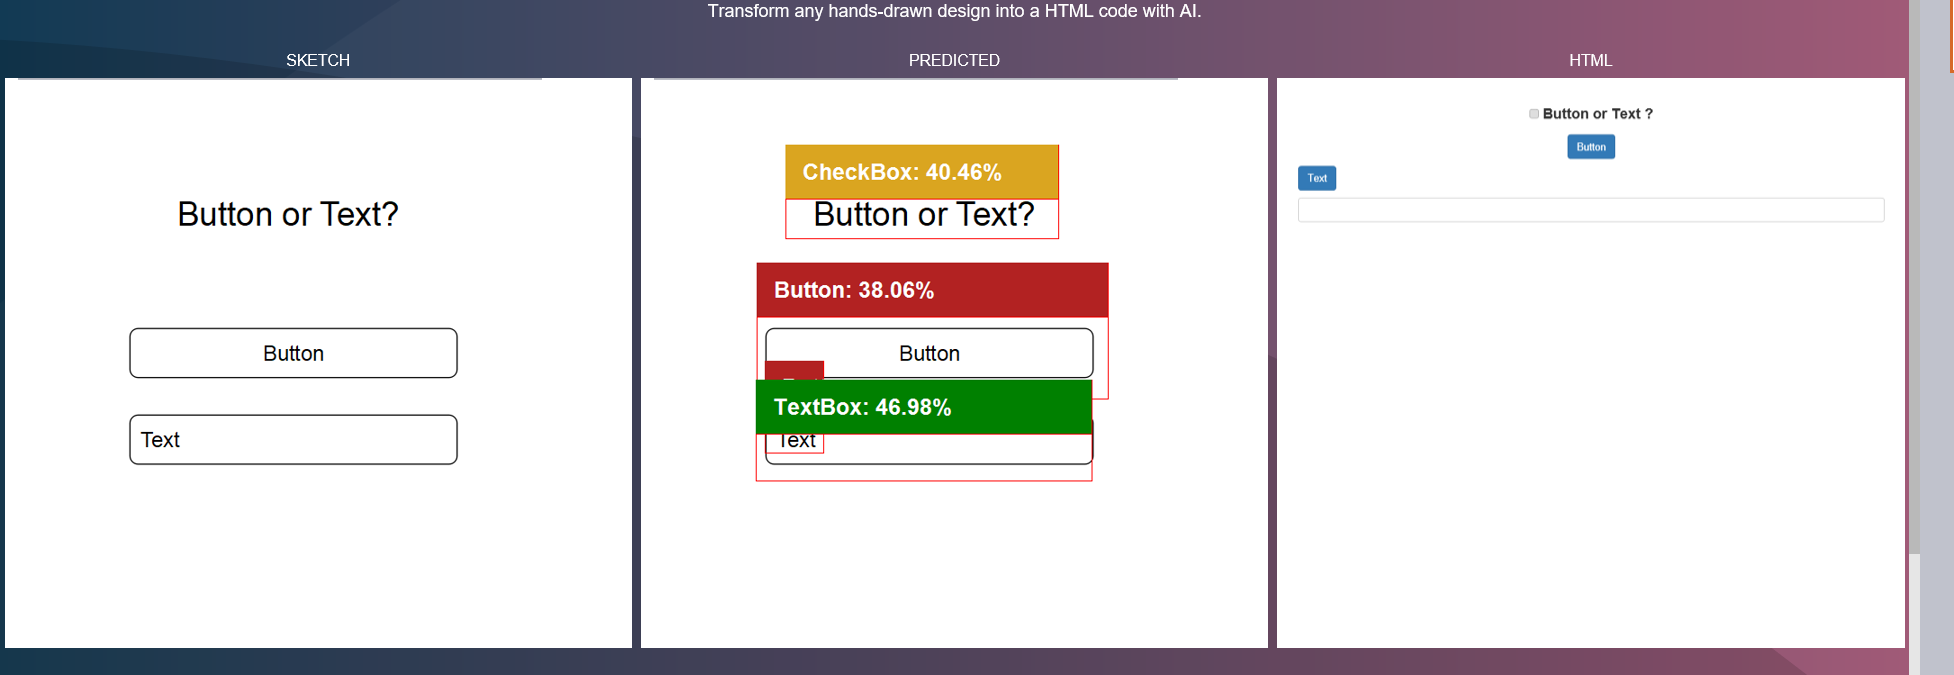 Transform any hands-drawn design into a HTML code with AI.
SKETCH
PREDICTED
HTML
Button or Text?
Button
Text
CheckBox: 40.46%
Button or Text?
Button: 38.06%
Button
TextBox: 46.98%
Text
Button or Text ?
Button
Text